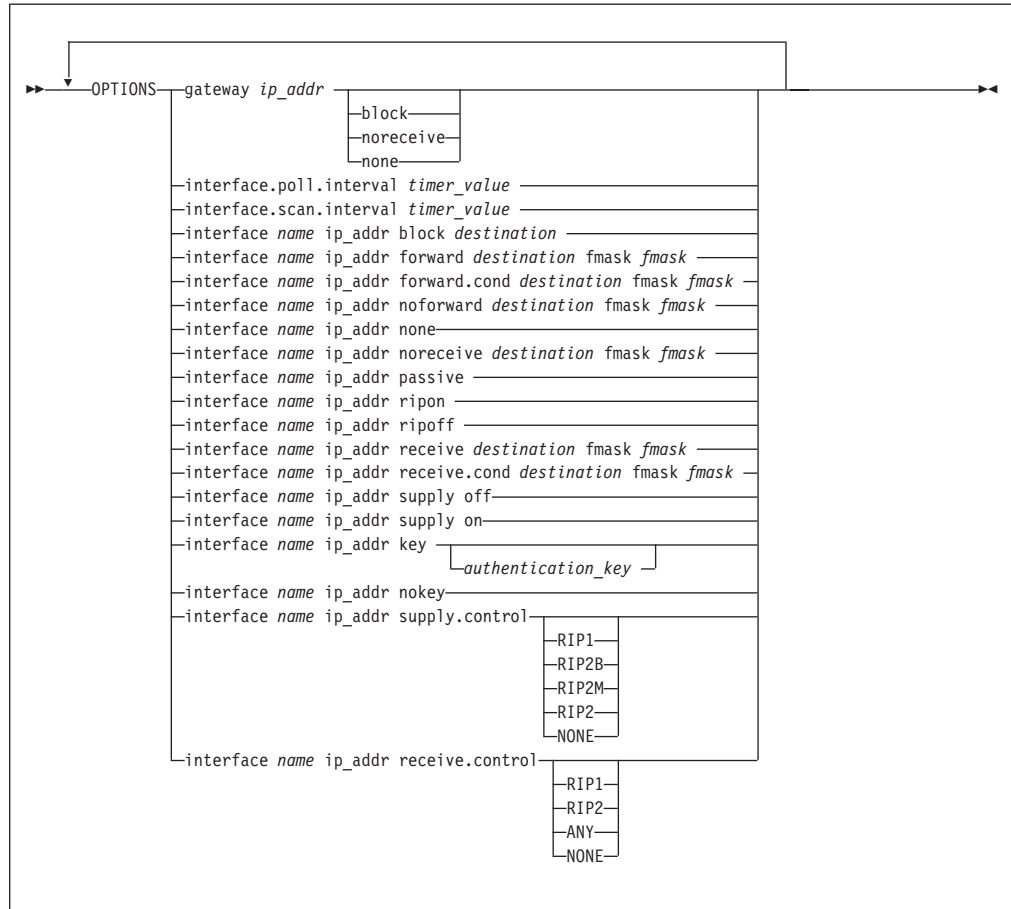 OPTIONS gateway ip_addr
block
noreceive
none
interface.poll.interval timer_value
interface.scan.interval timer_value
interface name ip_addr block destination
interface name ip_addr forward destination fmask fmask
interface name ip_addr forward.cond destination fmask fmask
interface name ip_addr noforward destination fmask fmask
interface name ip_addr none
interface name ip_addr noreceive destination fmask fmask
interface name ip_addr passive
interface name ip_addr ripon
interface name ip_addr ripoff
interface name ip_addr receive destination fmask fmask
interface name ip_addr receive.cond destination fmask fmask
interface name ip_addr supply off
interface name ip_addr supply on
interface name ip_addr key
authentication_key
interface name ip_addr nokey
interface name ip_addr supply.control
RIP1
RIP2B
RIP2M
RIP2
NONE
interface name ip_addr receive.control
RIP1
RIP2
ANY
NONE